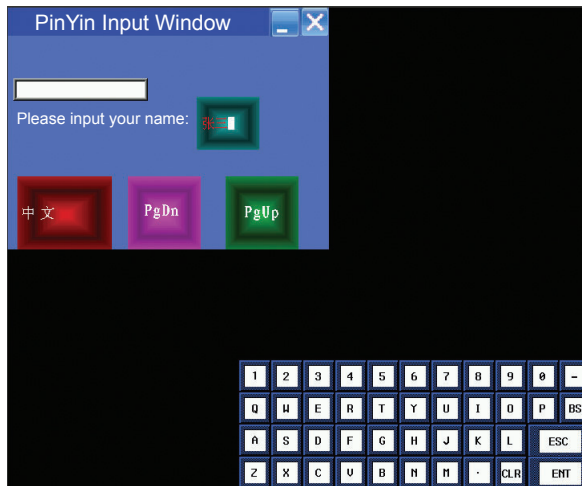 PinYin Input Window
Please input your name: 张三
中文 PgDn PgUp
1 2 3 4 5 6 7 8 9 0 -
Q W E R T Y U I O P BS
A S D F G H J K L ESC
Z X C V B N M . CLR ENT